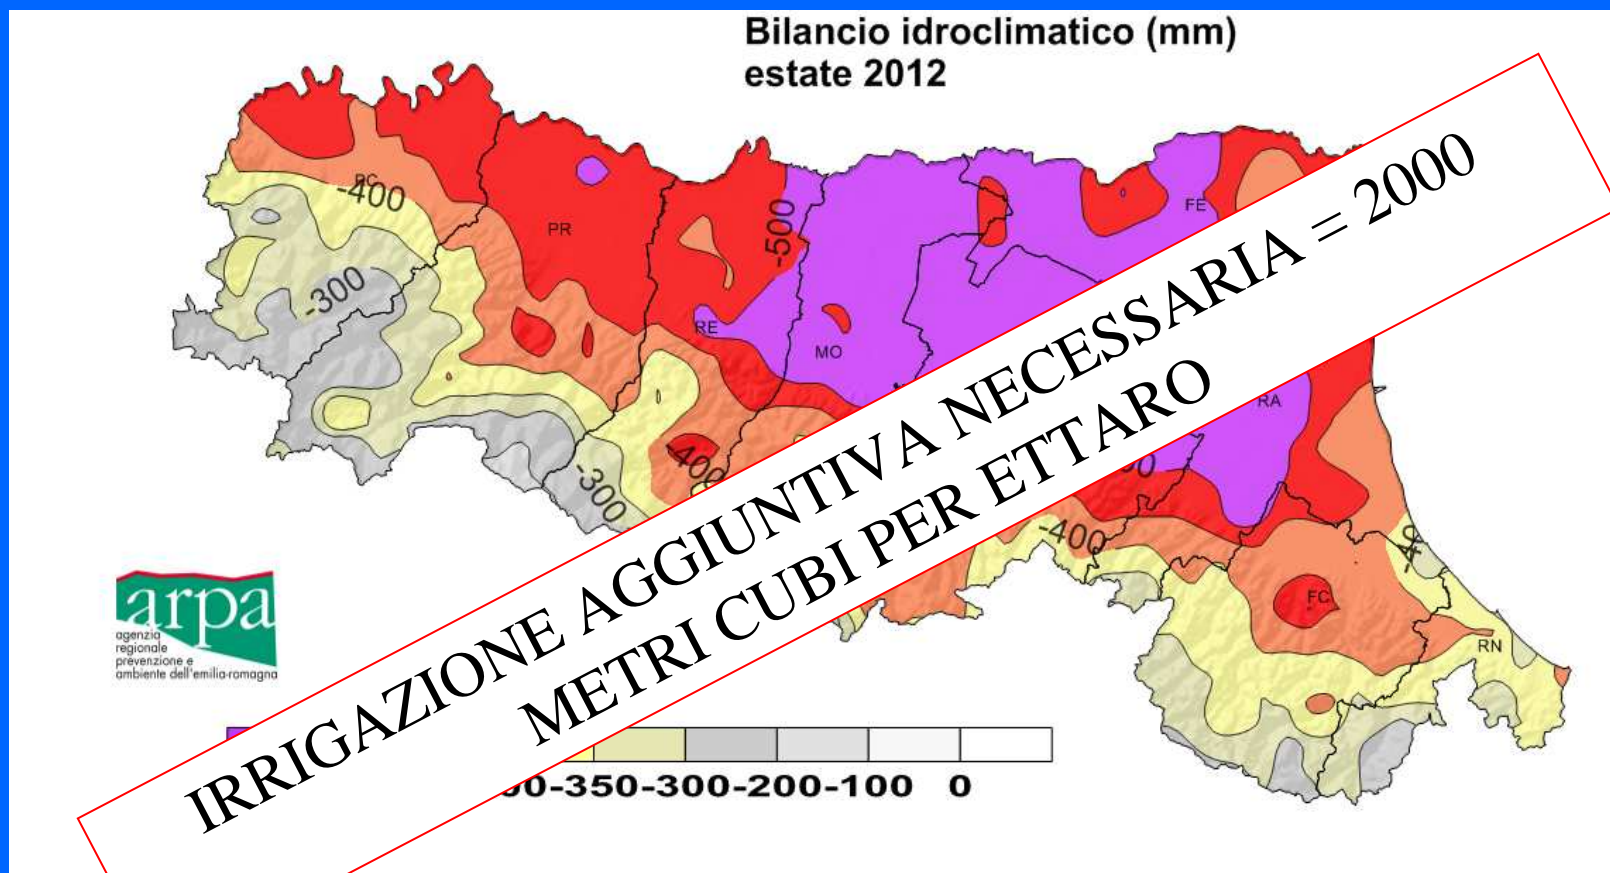 Bilancio idroclimatico (mm)
estate 2012
PC
-400
-300
PR
-500
FE
RE
MO
IRRIGAZIONE AGGIUNTIVA NECESSARIA = 2000
METRI CUBI PER ETTARO
RA
-400
-300
-400
FC
RN
arpa
agenzia
regionale
prevenzione e
ambiente dell'emilia-romagna
-350-300-200-100 0